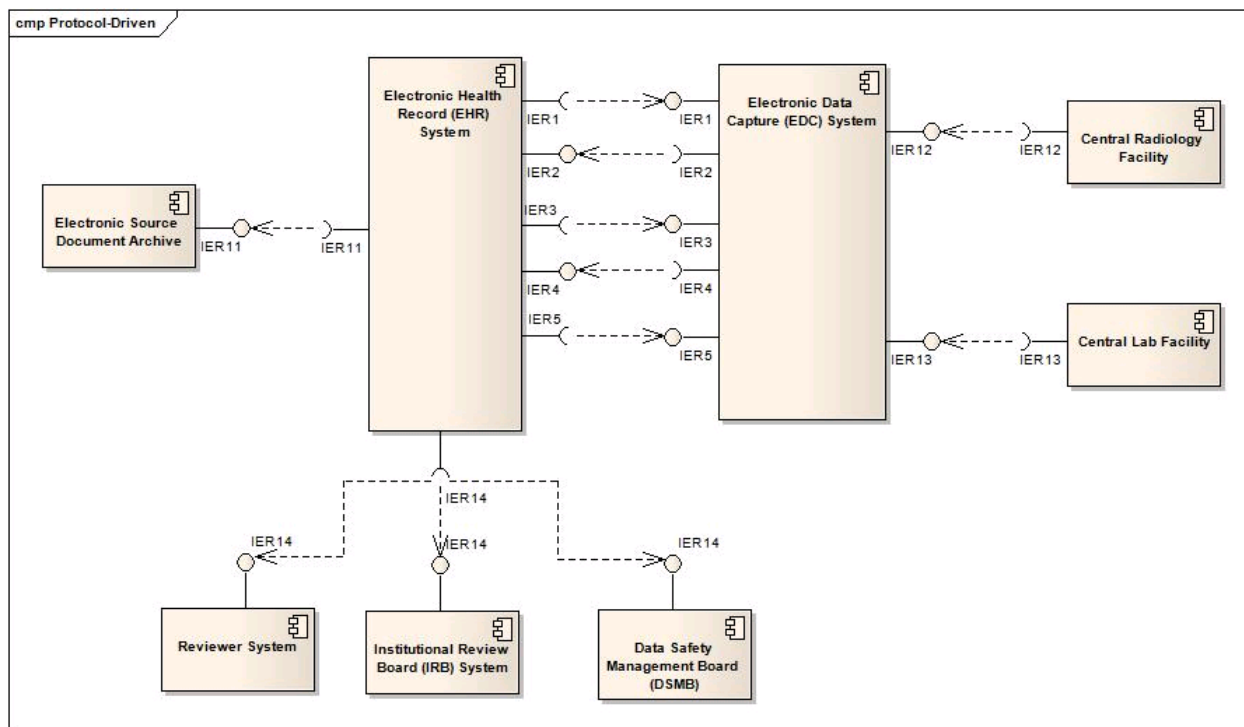 cmp Protocol-Driven
Electronic Health
Record (EHR)
System
Electronic Data
Capture (EDC) System
IER1
IER1
IER2
IER2
IER3
IER3
IER4
IER4
IER5
IER5
IER12
IER12
Central Radiology
Facility
Electronic Source
Document Archive
IER11
IER11
IER13
IER13
Central Lab Facility
IER14
IER14
IER14
IER14
Reviewer System
Institutional Review
Board (IRB) System
Data Safety
Management Board
(DSMB)